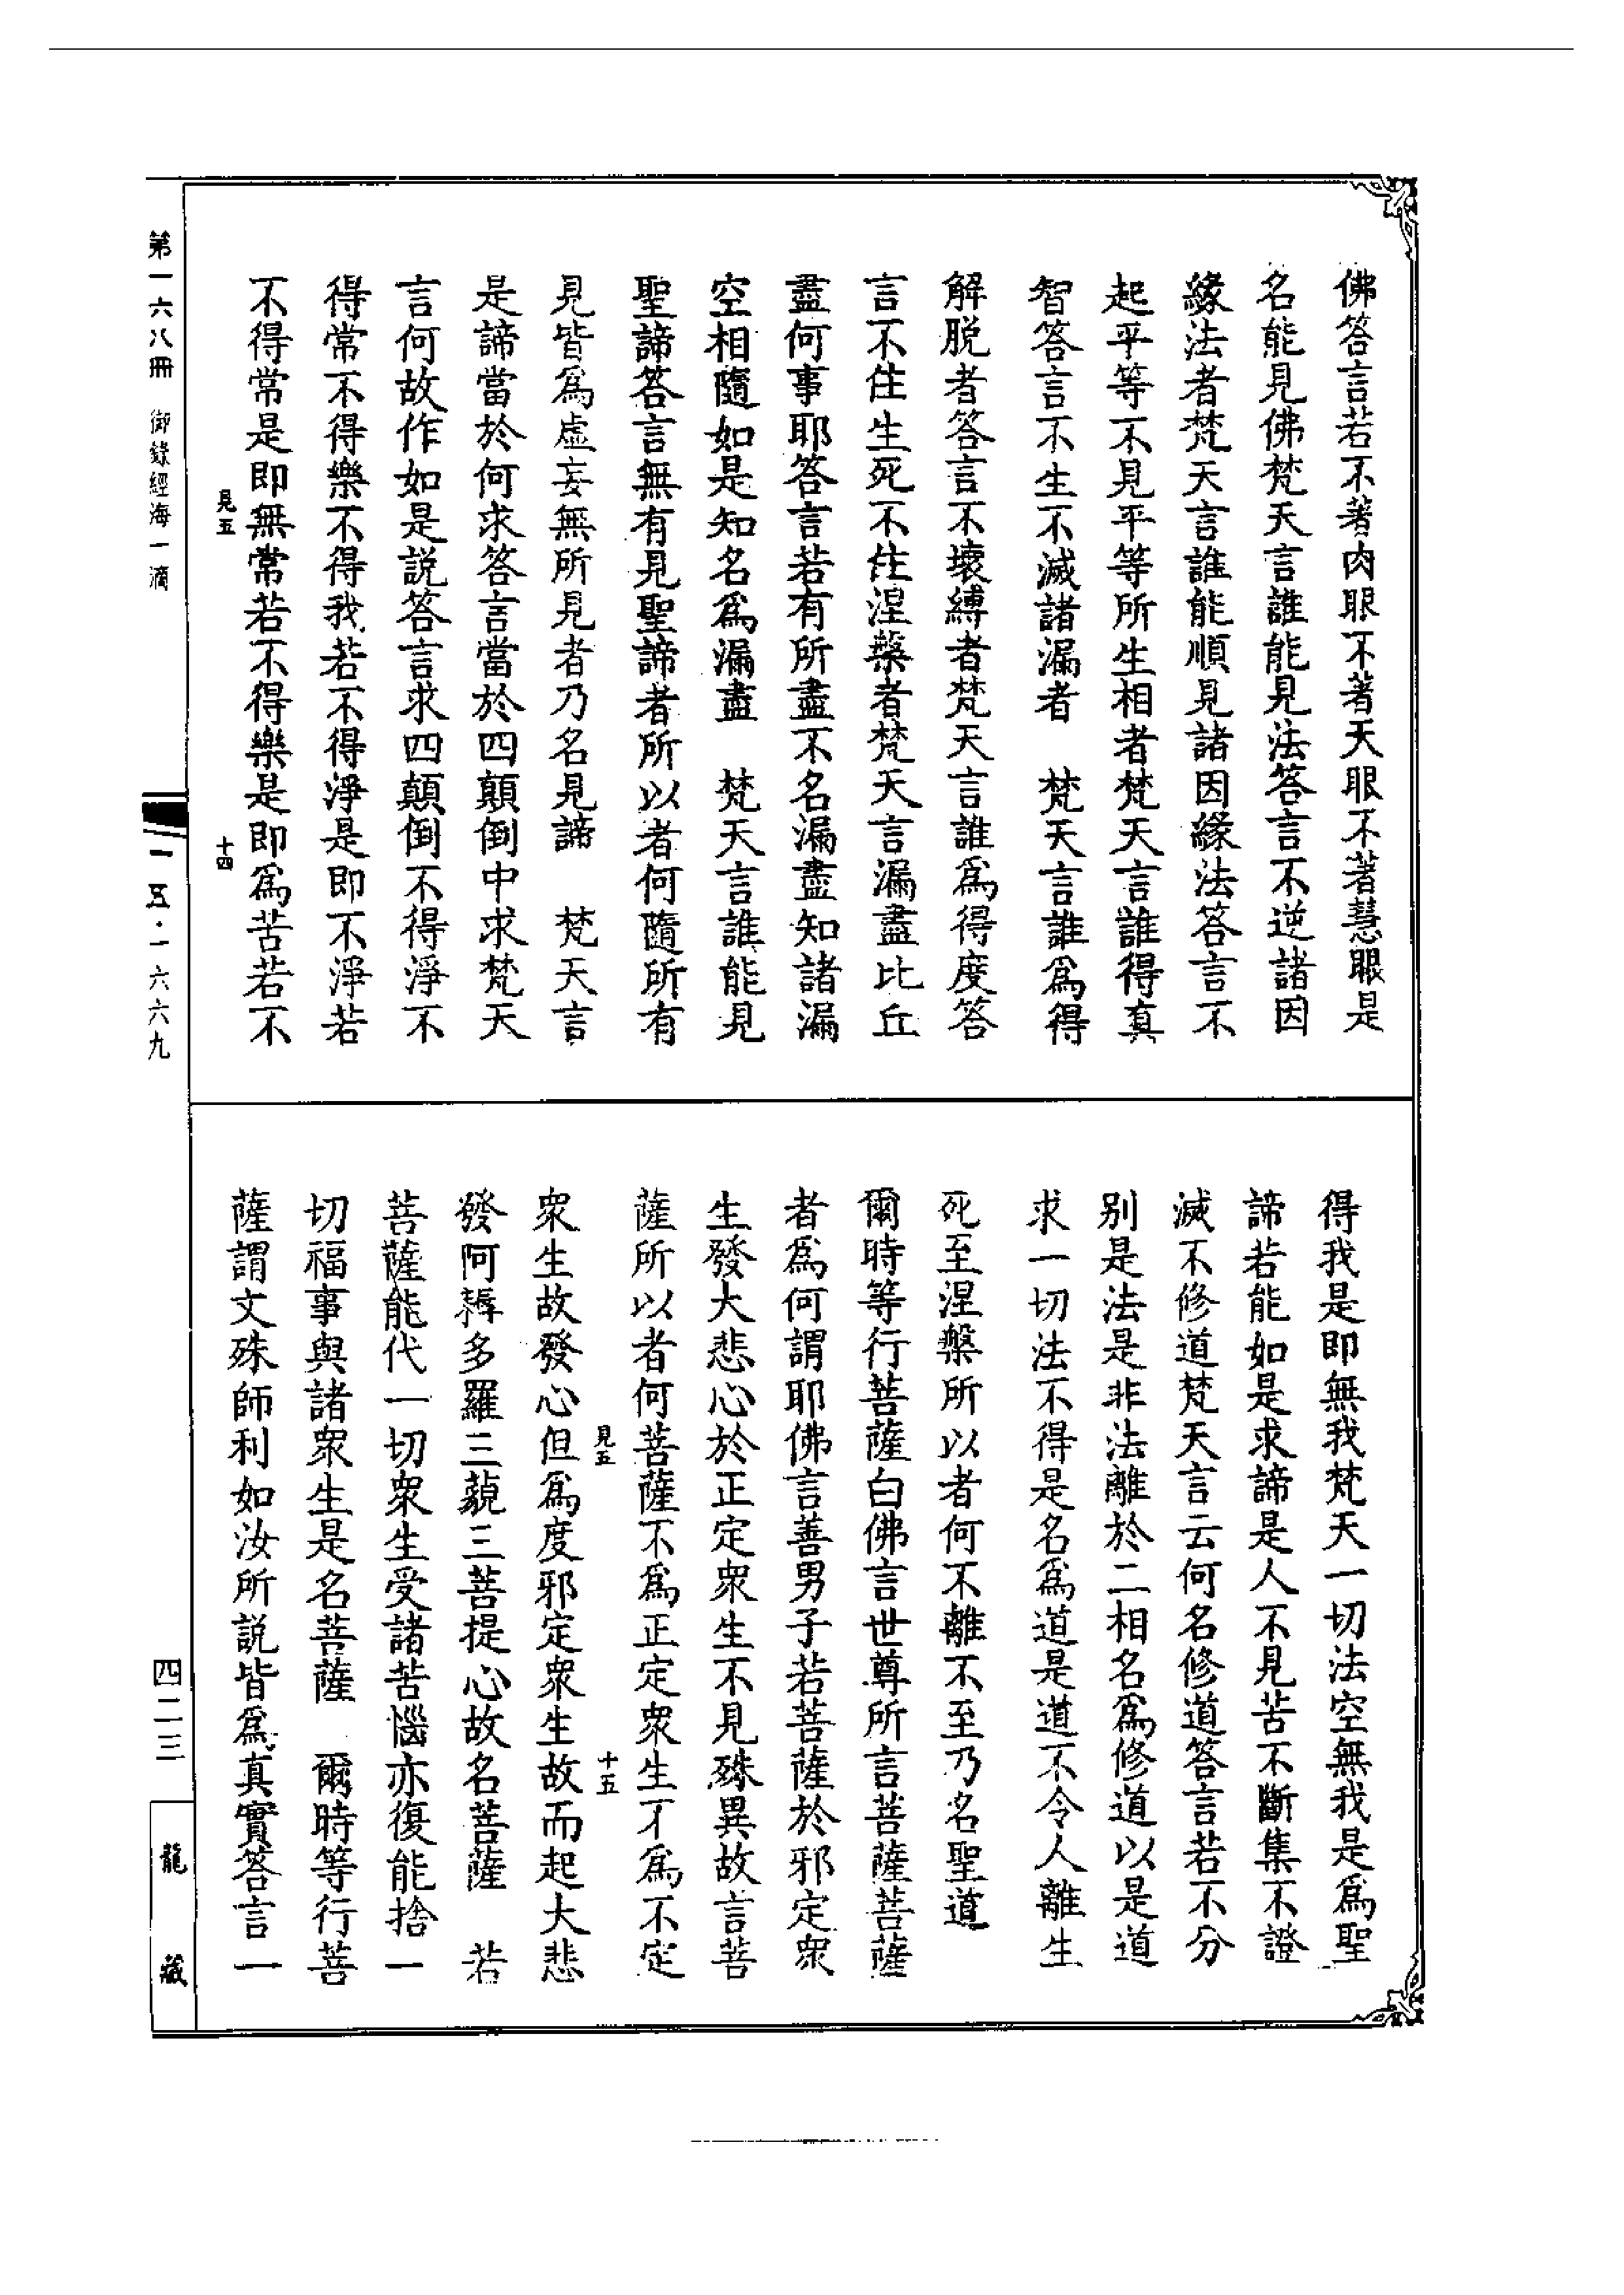 佛答言若不著肉眼不著天眼不著慧眼是
名能見佛梵天言誰能見法答言不逆諸因
緣法者梵天言誰能順見諸因緣法答言不
起平等不見平等所生相者梵天言誰得真
智答言不生不滅諸漏者　梵天言誰為得
解脫者答言不壞縛者梵天言誰為得度答
言不住生死不住涅槃者梵天言漏盡比丘
盡何事耶答言若有所盡不名漏盡知諸漏
空相隨如是知名為漏盡　梵天言誰能見
聖諦答言無有見聖諦者所以者何隨所有
見皆為虛妄無所見者乃名見諦　梵天言
是諦當於何求答言當於四顛倒中求梵天
言何故作如是說答言求四顛倒不得淨不
得常不得樂不得我若不得淨是即不淨若
不得常是即無常若不得樂是即為苦若不
見五
十四
得我是即無我梵天一切法空無我是為聖
諦若能如是求諦是人不見苦不斷集不證
滅不修道梵天言云何名修道答言若不分
別是法是非法離於二相名為修道以是道
求一切法不得是名為道是道不令人離生
死至涅槃所以者何不離不至乃名聖道
爾時等行菩薩白佛言世尊所言菩薩菩薩
者為何謂耶佛言善男子若菩薩於邪定眾
生發大悲心於正定眾生不見殊異故言菩
薩所以者何菩薩不為正定眾生不為不定
見五
十五
眾生故發心但為度邪定眾生故而起大悲
發阿耨多羅三藐三菩提心故名菩薩　若
菩薩能代一切眾生受諸苦惱亦復能捨一
切福事與諸眾生是名菩薩　爾時等行菩
薩謂文殊師利如汝所說皆為真實答言一
第一六八冊　御錄經海一滴
一五·一六六九
四二三
龍藏